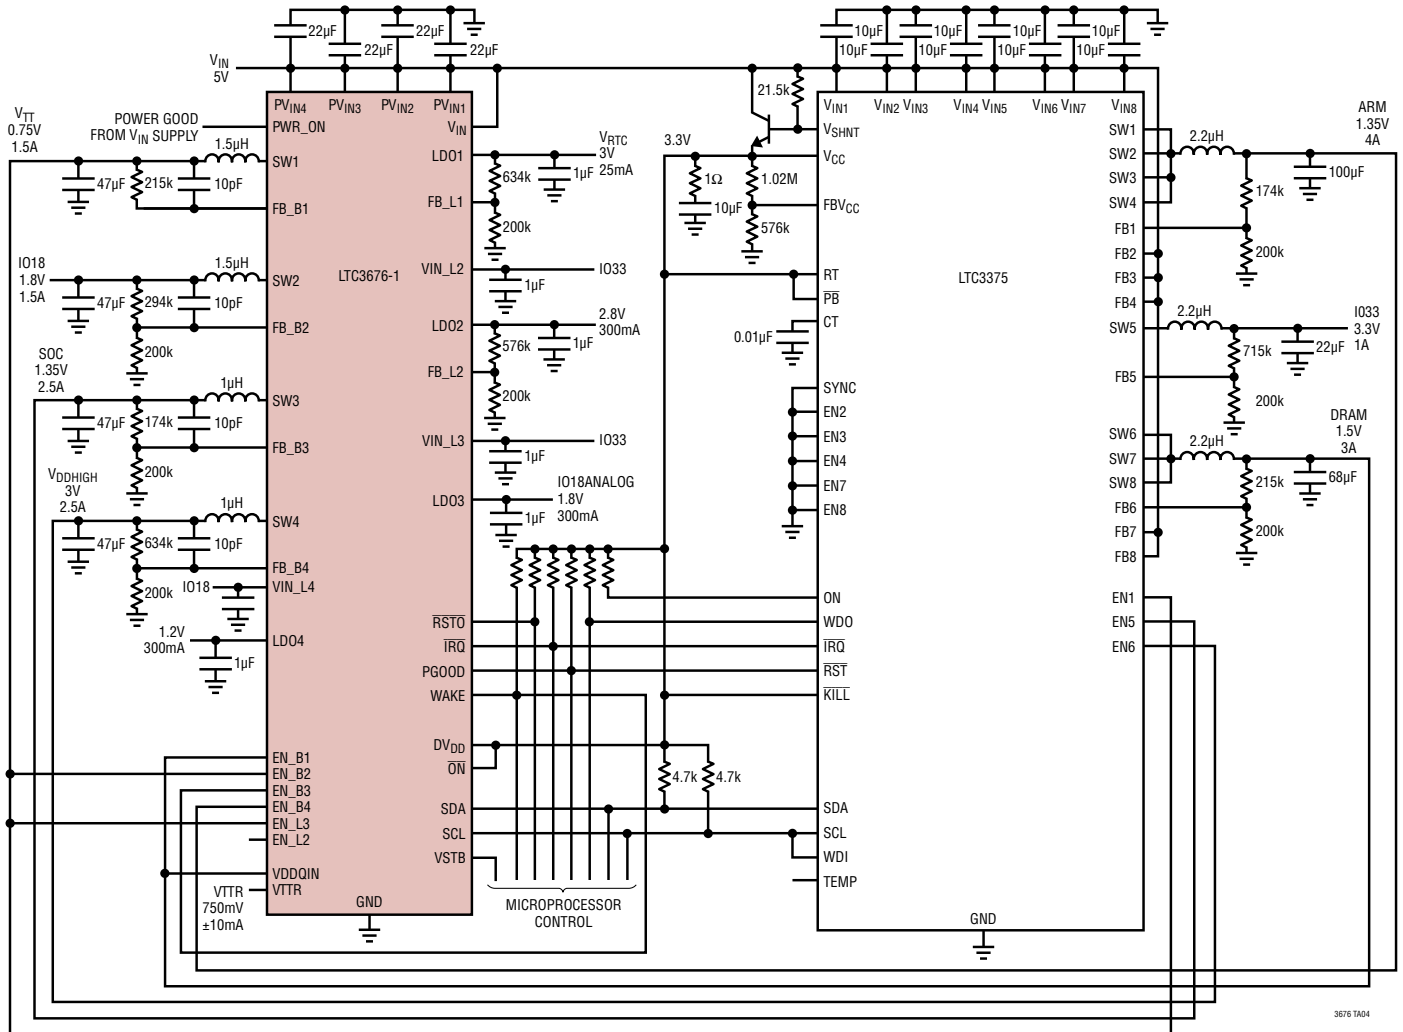 22µF
22µF
22µF
22µF
10µF
10µF
10µF
10µF
10µF
10µF
10µF
10µF
10µF
10µF
10µF
10µF
VIN
5V
21.5k
PVIN4
PVIN3
PVIN2
PVIN1
VIN
VIN1
VIN2
VIN3
VIN4
VIN5
VIN6
VIN7
VIN8
VTT
0.75V
1.5A
POWER GOOD
FROM VIN SUPPLY
PWR_ON
1.5µH
SW1
47µF
215k
10pF
FB_B1
LDO1
VRTC
3V
25mA
1µF
634k
FB_L1
200k
3.3V
1Ω
10µF
1.02M
576k
VSHNT
VCC
FBVCC
SW1
SW2
SW3
SW4
2.2µH
ARM
1.35V
4A
100µF
174k
FB1
200k
FB2
FB3
FB4
IO18
1.8V
1.5A
1.5µH
SW2
47µF
294k
10pF
FB_B2
200k
LTC3676-1
VIN_L2
IO33
1µF
LDO2
2.8V
300mA
1µF
576k
FB_L2
200k
RT
PB
CT
0.01µF
LTC3375
SW5
2.2µH
IO33
3.3V
1A
715k
22µF
FB5
200k
SOC
1.35V
2.5A
1µH
SW3
47µF
174k
10pF
FB_B3
200k
VIN_L3
IO33
1µF
SYNC
EN2
EN3
EN4
EN7
EN8
SW6
SW7
SW8
2.2µH
DRAM
1.5V
3A
215k
68µF
FB6
200k
FB7
FB8
VDDHIGH
3V
2.5A
1µH
SW4
47µF
634k
10pF
FB_B4
200k
LDO3
IO18ANALOG
1.8V
300mA
1µF
IO18
VIN_L4
1.2V
300mA
LDO4
1µF
RSTO
IRQ
PGOOD
WAKE
ON
WDO
IRQ
RST
KILL
EN1
EN5
EN6
DVDD
ON
4.7k
4.7k
EN_B1
EN_B2
EN_B3
EN_B4
EN_L3
EN_L2
SDA
SCL
VSTB
SDA
SCL
WDI
TEMP
VDDQIN
VTTR
VTTR
750mV
±10mA
GND
MICROPROCESSOR
CONTROL
GND
3676 TA04